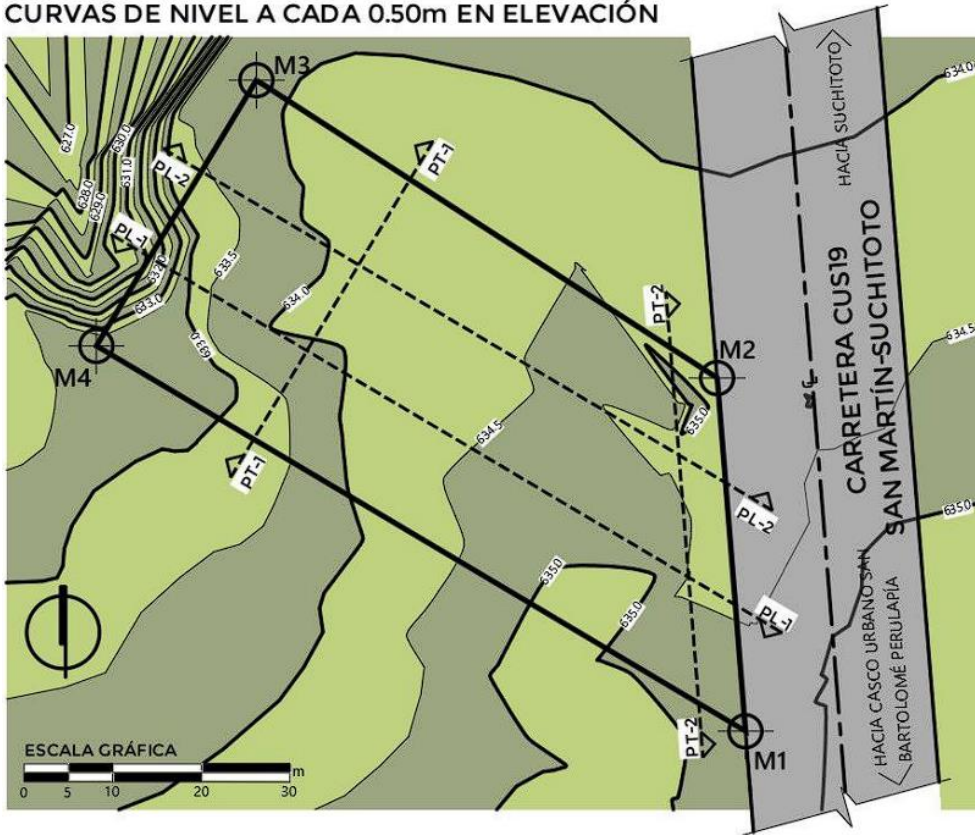 CURVAS DE NIVEL A CADA 0.50m EN ELEVACIÓN
M3
634.0
HACIA SUCHITOTO
627.0
630.0
PT-1
628.0
631.0
PL-2
629.0
PL-1
CARRETERA CUS19
SAN MARTÍN-SUCHITOTO
632.0
633.5
633.0
634.0
PT-2
634.5
633.0
M2
M4
635.0
634.5
PT-1
PL-2
635.0
635.0
635.0
PL-1
HACIA CASCO URBANO SAN
BARTOLOMÉ PERULAPÍA
PT-2
M1
ESCALA GRÁFICA
m
0 5 10 20 30